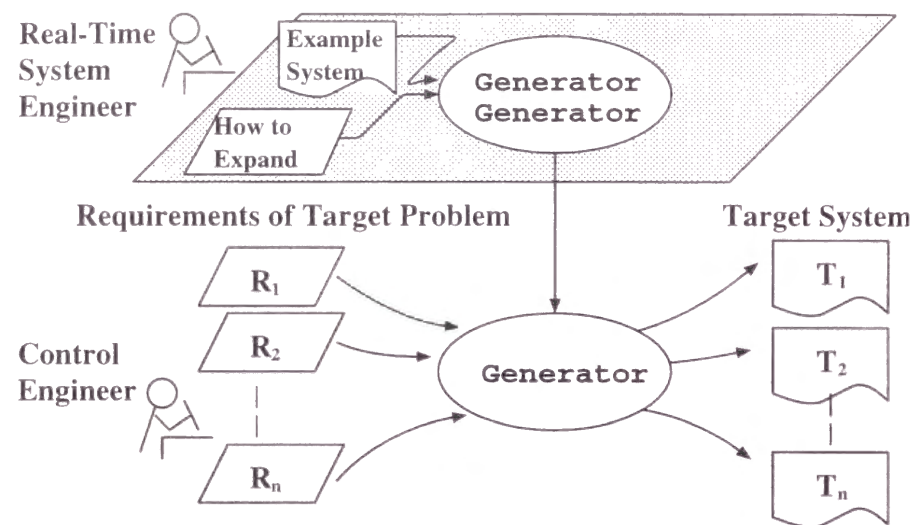 Real-Time
System
Engineer
Example
System
How to
Expand
Generator
Generator
Requirements of Target Problem
Target System
R1
R2
Rn
Control
Engineer
Generator
T1
T2
Tn